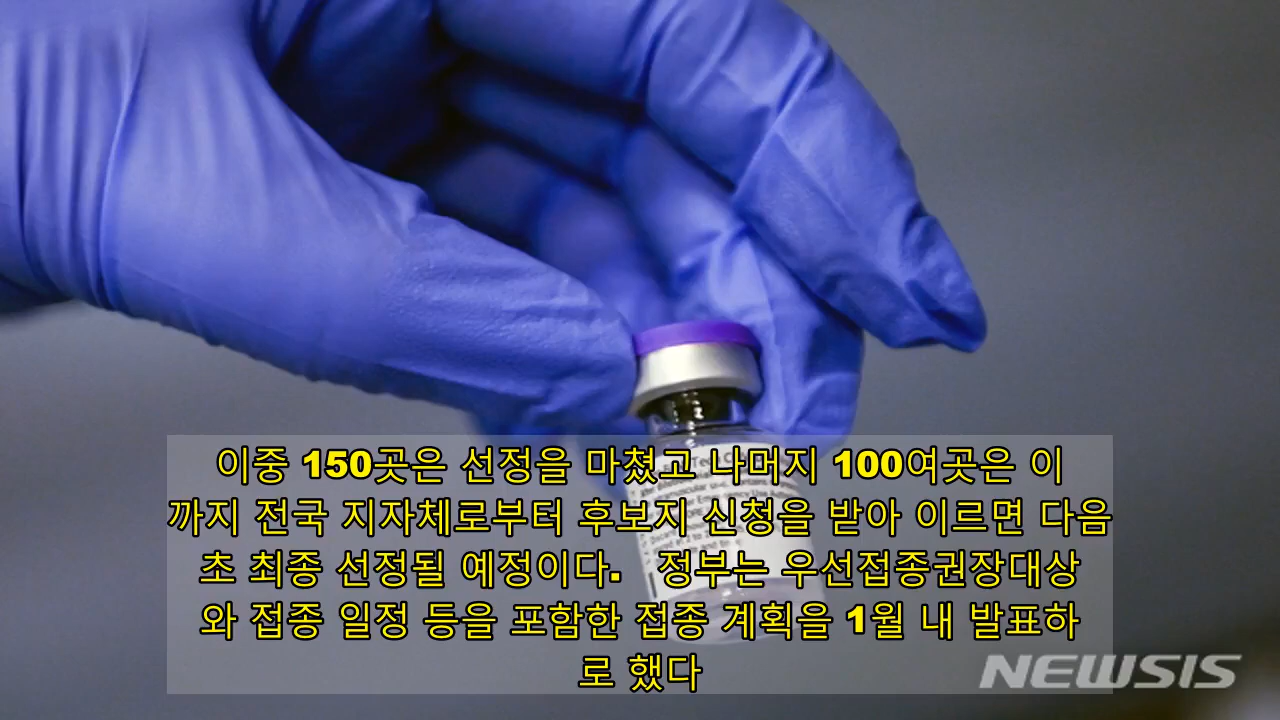 이중 150곳은 선정을 마쳤고 나머지 100여곳은 이
까지 전국 지자체로부터 후보지 신청을 받아 이르면 다음
초 최종 선정될 예정이다. 정부는 우선접종권장대상
와 접종 일정 등을 포함한 접종 계획을 1월 내 발표하
로 했다
NEWSIS